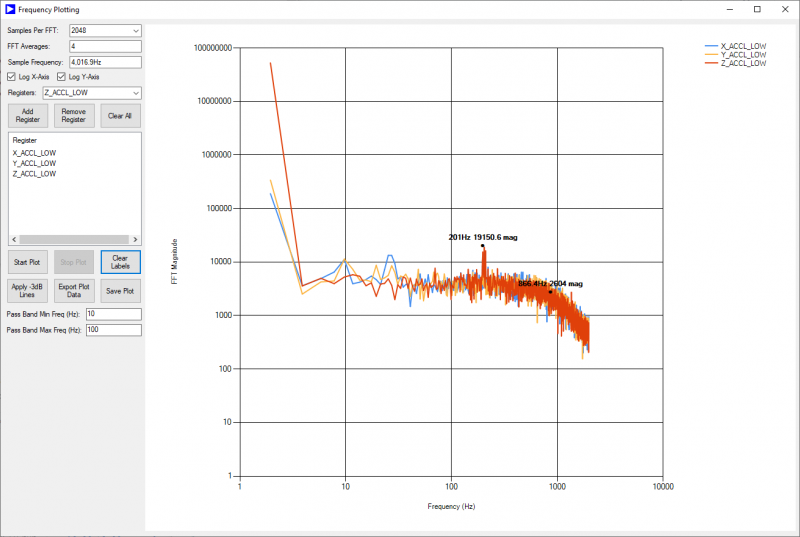 Frequency Plotting
Samples Per FFT: 2048
FFT Averages: 4
Sample Frequency: 4,016.9Hz
Log X-Axis Log Y-Axis
Registers: Z_ACCL_LOW
Add Register
Remove Register
Clear All
Register
X_ACCL_LOW
Y_ACCL_LOW
Z_ACCL_LOW
Start Plot
Stop Plot
Clear Labels
Apply -3dB Lines
Export Plot Data
Save Plot
Pass Band Min Freq (Hz): 10
Pass Band Max Freq (Hz): 100
FFT Magnitude
100000000
10000000
1000000
100000
10000
1000
100
10
1
201Hz 19150.6 mag
866.4Hz 2604 mag
1 10 100 1000 10000
Frequency (Hz)
X_ACCL_LOW
Y_ACCL_LOW
Z_ACCL_LOW